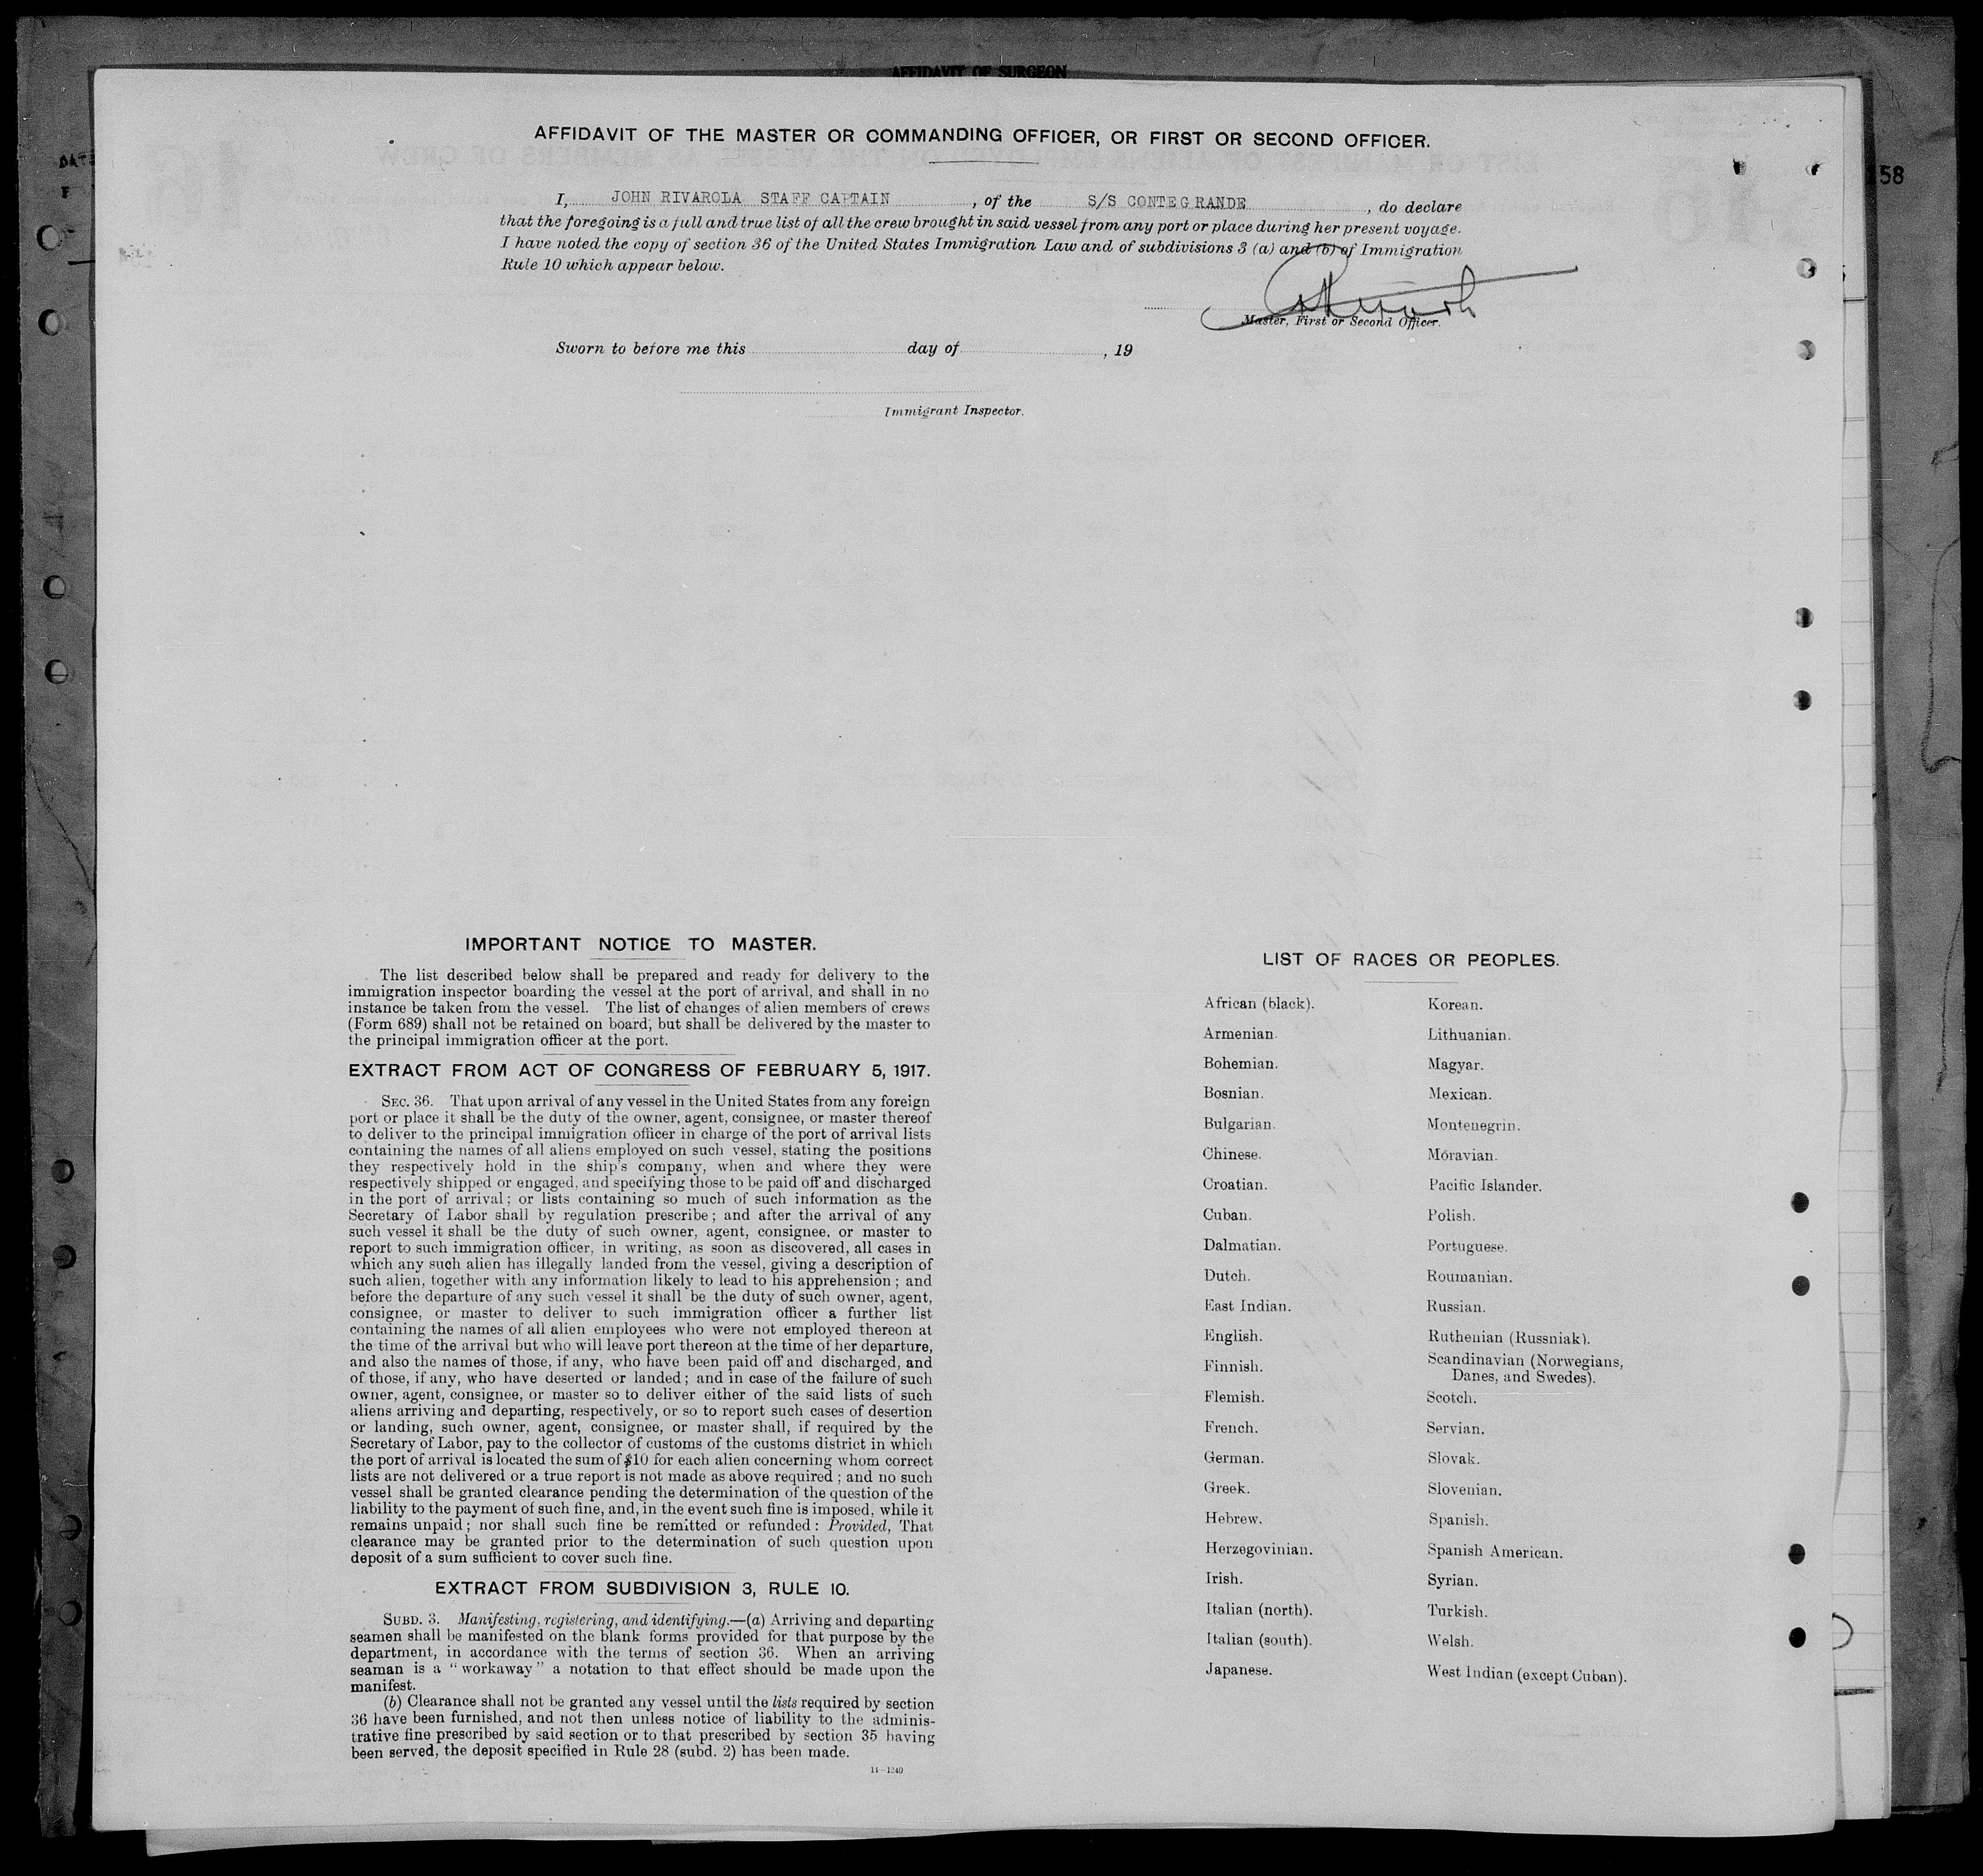 AFFIDAVIT OF SURGEON
AFFIDAVIT OF THE MASTER OR COMMANDING OFFICER, OR FIRST OR SECOND OFFICER.
58
I, JOHN RIVAROLA STAFF CAPTAIN , of the S/S CONTEGRANDE , do declare
that the foregoing is a full and true list of all the crew brought in said vessel from any port or place during her present voyage.
I have noted the copy of section 36 of the United States Immigration Law and of subdivisions 3 (a) and (b) of Immigration
Rule 10 which appear below.
Master, First or Second Officer.
Sworn to before me this day of , 19
Immigrant Inspector.
IMPORTANT NOTICE TO MASTER.
The list described below shall be prepared and ready for delivery to the
immigration inspector boarding the vessel at the port of arrival, and shall in no
instance be taken from the vessel. The list of changes of alien members of crews
(Form 689) shall not be retained on board, but shall be delivered by the master to
the principal immigration officer at the port.
EXTRACT FROM ACT OF CONGRESS OF FEBRUARY 5, 1917.
SEC. 36. That upon arrival of any vessel in the United States from any foreign
port or place it shall be the duty of the owner, agent, consignee, or master thereof
to deliver to the principal immigration officer in charge of the port of arrival lists
containing the names of all aliens employed on such vessel, stating the positions
they respectively hold in the ship's company, when and where they were
respectively shipped or engaged, and specifying those to be paid off and discharged
in the port of arrival; or lists containing so much of such information as the
Secretary of Labor shall by regulation prescribe; and after the arrival of any
such vessel it shall be the duty of such owner, agent, consignee, or master to
report to such immigration officer, in writing, as soon as discovered, all cases in
which any such alien has illegally landed from the vessel, giving a description of
such alien, together with any information likely to lead to his apprehension; and
before the departure of any such vessel it shall be the duty of such owner, agent,
consignee, or master to deliver to such immigration officer a further list
containing the names of all alien employees who were not employed thereon at
the time of the arrival but who will leave port thereon at the time of her departure,
and also the names of those, if any, who have been paid off and discharged, and
of those, if any, who have deserted or landed; and in case of the failure of such
owner, agent, consignee, or master so to deliver either of the said lists of such
aliens arriving and departing, respectively, or so to report such cases of desertion
or landing, such owner, agent, consignee, or master shall, if required by the
Secretary of Labor, pay to the collector of customs of the customs district in which
the port of arrival is located the sum of $10 for each alien concerning whom correct
lists are not delivered or a true report is not made as above required; and no such
vessel shall be granted clearance pending the determination of the question of the
liability to the payment of such fine, and, in the event such fine is imposed, while it
remains unpaid; nor shall such fine be remitted or refunded: Provided, That
clearance may be granted prior to the determination of such question upon
deposit of a sum sufficient to cover such fine.
EXTRACT FROM SUBDIVISION 3, RULE 10.
SUBD. 3. Manifesting, registering, and identifying.—(a) Arriving and departing
seamen shall be manifested on the blank forms provided for that purpose by the
department, in accordance with the terms of section 36. When an arriving
seaman is a "workaway" a notation to that effect should be made upon the
manifest.
(b) Clearance shall not be granted any vessel until the lists required by section
36 have been furnished, and not then unless notice of liability to the adminis-
trative fine prescribed by said section or to that prescribed by section 35 having
been served, the deposit specified in Rule 28 (subd. 2) has been made.
14—1240
LIST OF RACES OR PEOPLES.
African (black).
Armenian.
Bohemian.
Bosnian.
Bulgarian.
Chinese.
Croatian.
Cuban.
Dalmatian.
Dutch.
East Indian.
English.
Finnish.
Flemish.
French.
German.
Greek.
Hebrew.
Herzegovinian.
Irish.
Italian (north).
Italian (south).
Japanese.
Korean.
Lithuanian.
Magyar.
Mexican.
Montenegrin.
Moravian.
Pacific Islander.
Polish.
Portuguese.
Roumanian.
Russian.
Ruthenian (Russniak).
Scandinavian (Norwegians,
Danes, and Swedes).
Scotch.
Servian.
Slovak.
Slovenian.
Spanish.
Spanish American.
Syrian.
Turkish.
Welsh.
West Indian (except Cuban).